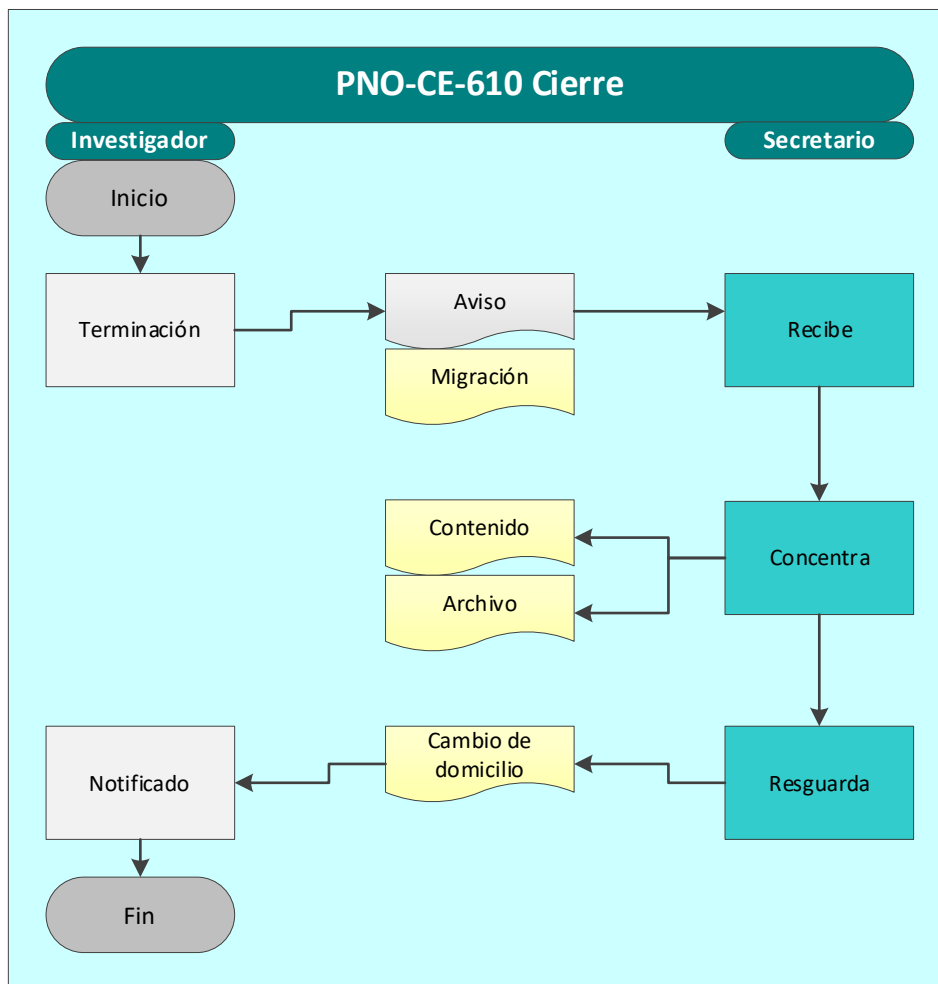 PNO-CE-610 Cierre
Investigador
Secretario
Inicio
Terminación
Aviso
Recibe
Migración
Contenido
Concentra
Archivo
Notificado
Cambio de
domicilio
Resguarda
Fin